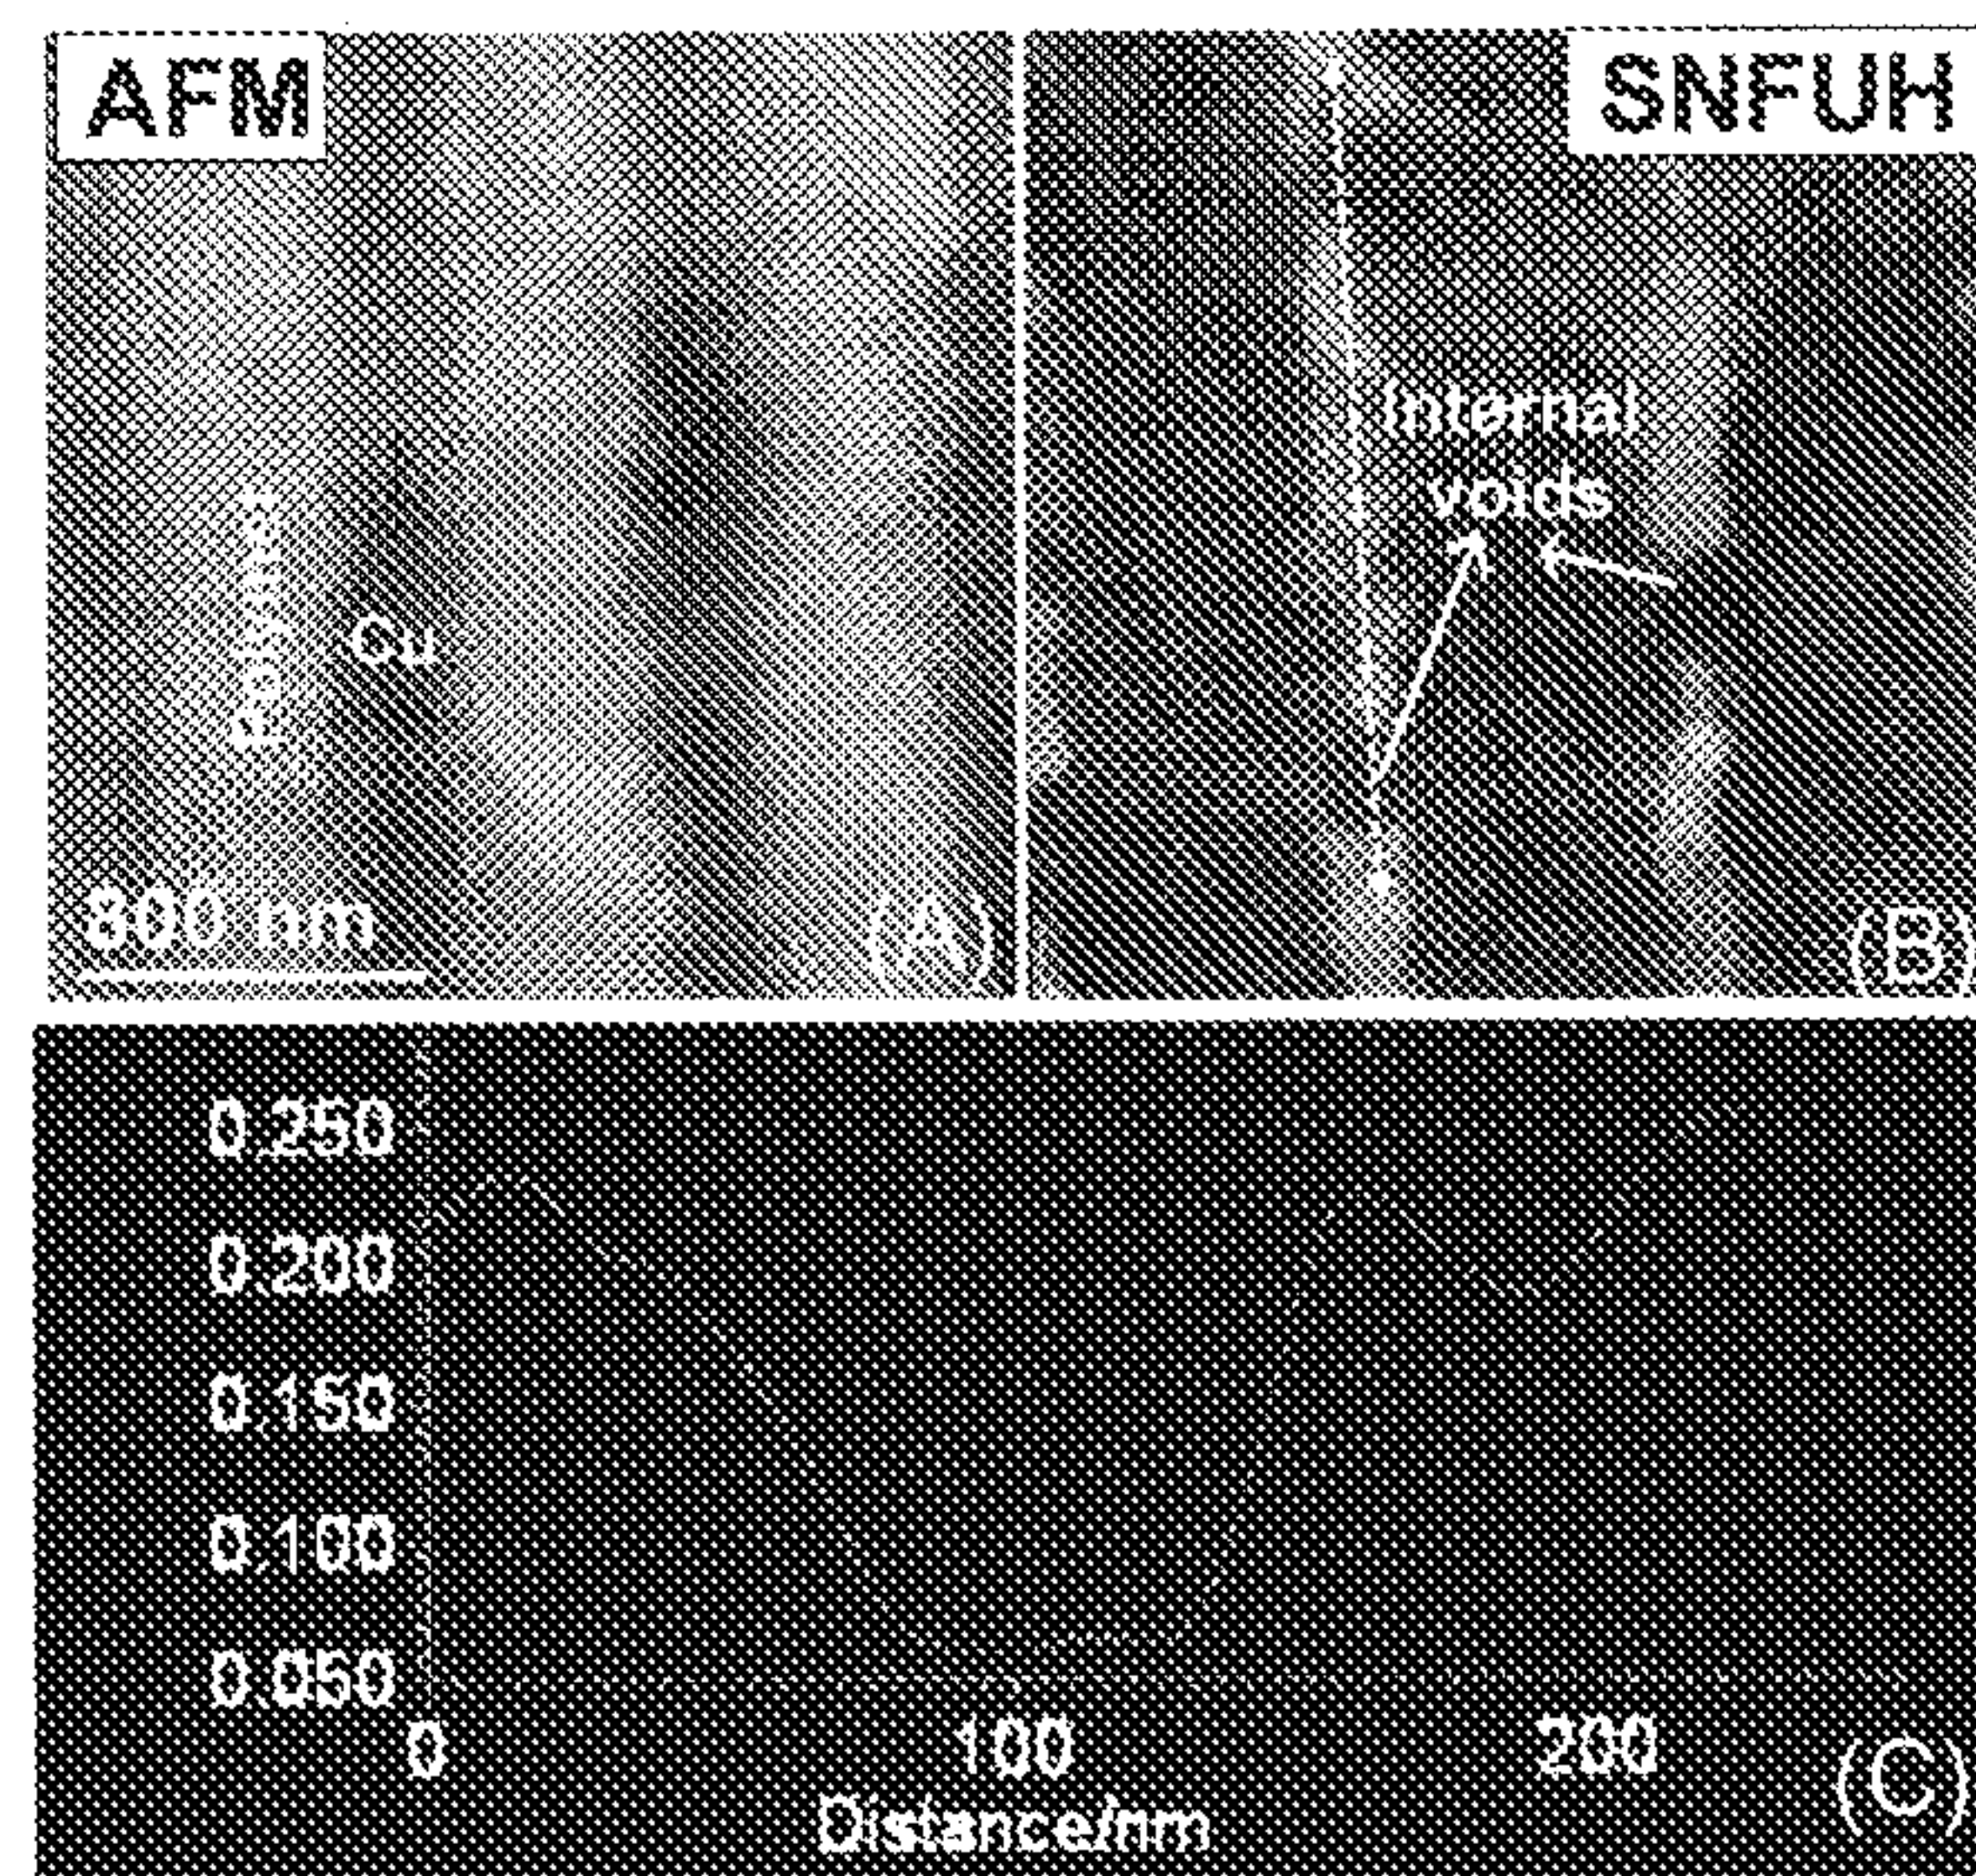 AFM
SNFUH
Internal
voids
Polymer
Cu
800 nm
(A)
(B)
0.250
0.200
0.150
0.100
0.050
0
100
200
Distance/nm
(C)